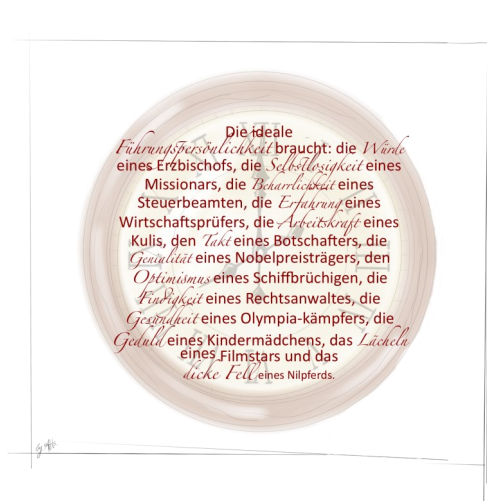 Die ideale
Führungspersönlichkeit braucht: die Würde
eines Erzbischofs, die Selbstlosigkeit eines
Missionars, die Beharrlichkeit eines
Steuerbeamten, die Erfahrung eines
Wirtschaftsprüfers, die Arbeitskraft eines
Kulis, den Takt eines Botschafters, die
Genialität eines Nobelpreisträgers, den
Optimismus eines Schiffbrüchigen, die
Findigkeit eines Rechtsanwaltes, die
Gesundheit eines Olympia-kämpfers, die
Geduld eines Kindermädchens, das Lächeln
eines Filmstars und das
dicke Fell eines Nilpferds.